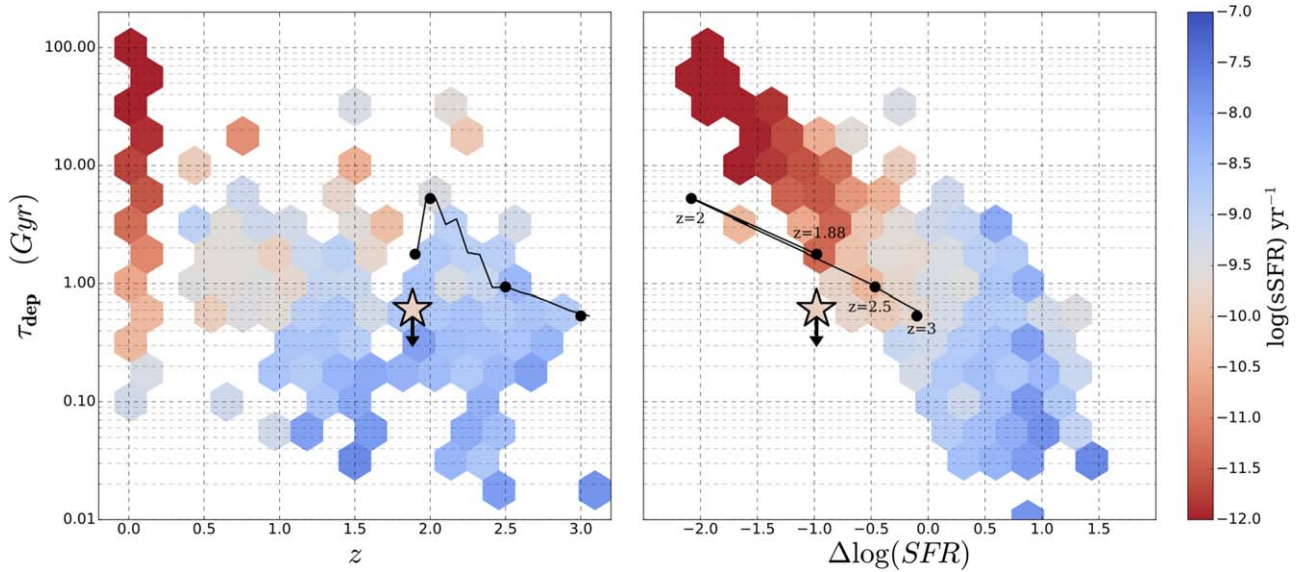 100.00
10.00
1.00
0.10
0.01
τdep (Gyr)
0.0 0.5 1.0 1.5 2.0 2.5 3.0
z
z=2
z=1.88
z=2.5
z=3
−2.0 −1.5 −1.0 −0.5 0.0 0.5 1.0 1.5
Δlog(SFR)
−7.0
−7.5
−8.0
−8.5
−9.0
−9.5
−10.0
−10.5
−11.0
−11.5
−12.0
log(sSFR) yr⁻¹